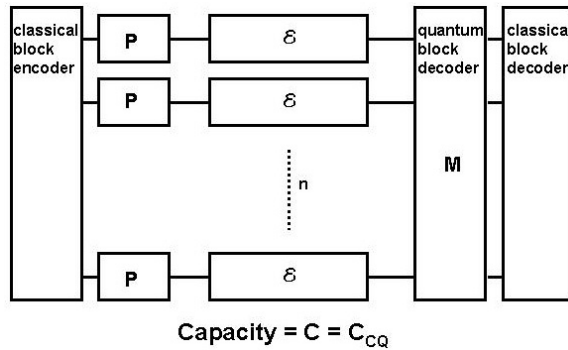 classical
block
encoder
P
ε
quantum
block
decoder
classical
block
decoder
P
ε
n
M
P
ε
Capacity = C = C_CQ